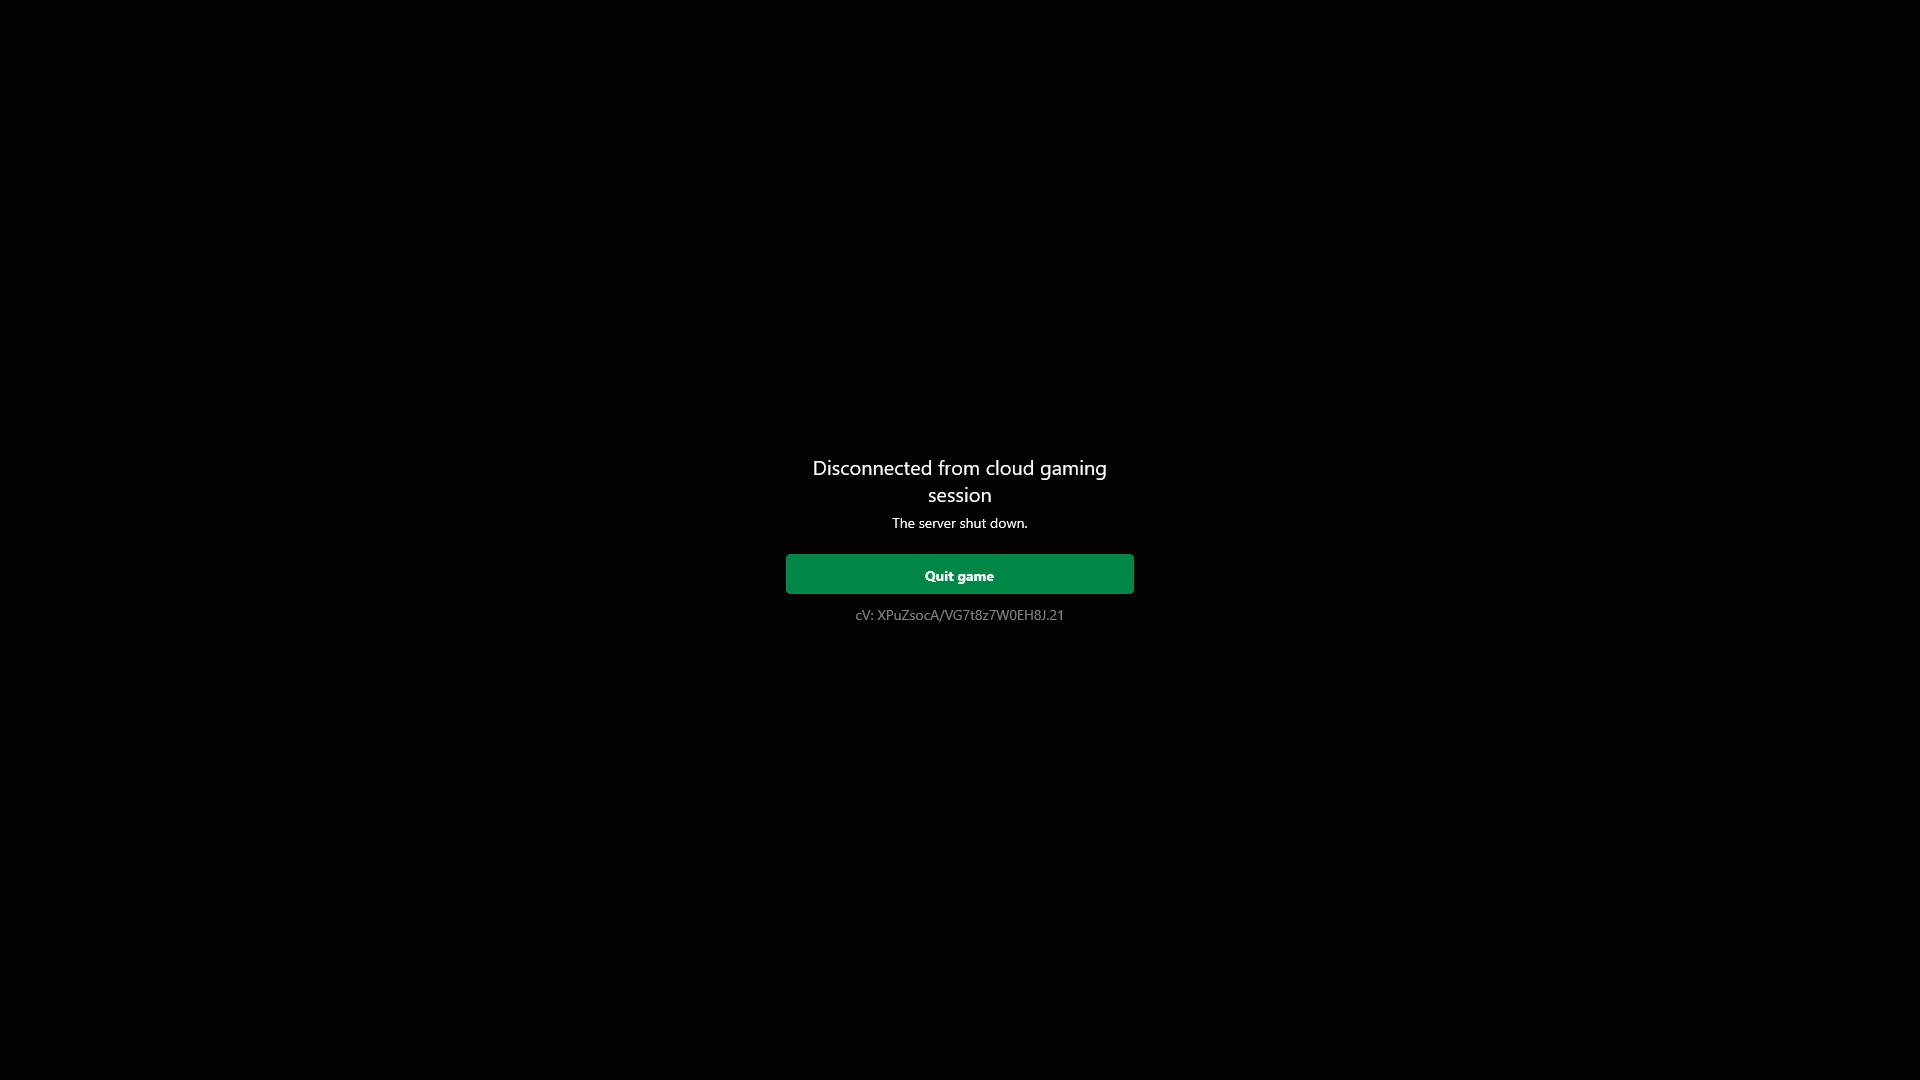 Disconnected from cloud gaming
session
The server shut down.
Quit game
cV: XPuZsocA/VG7t8z7W0EH8J.21